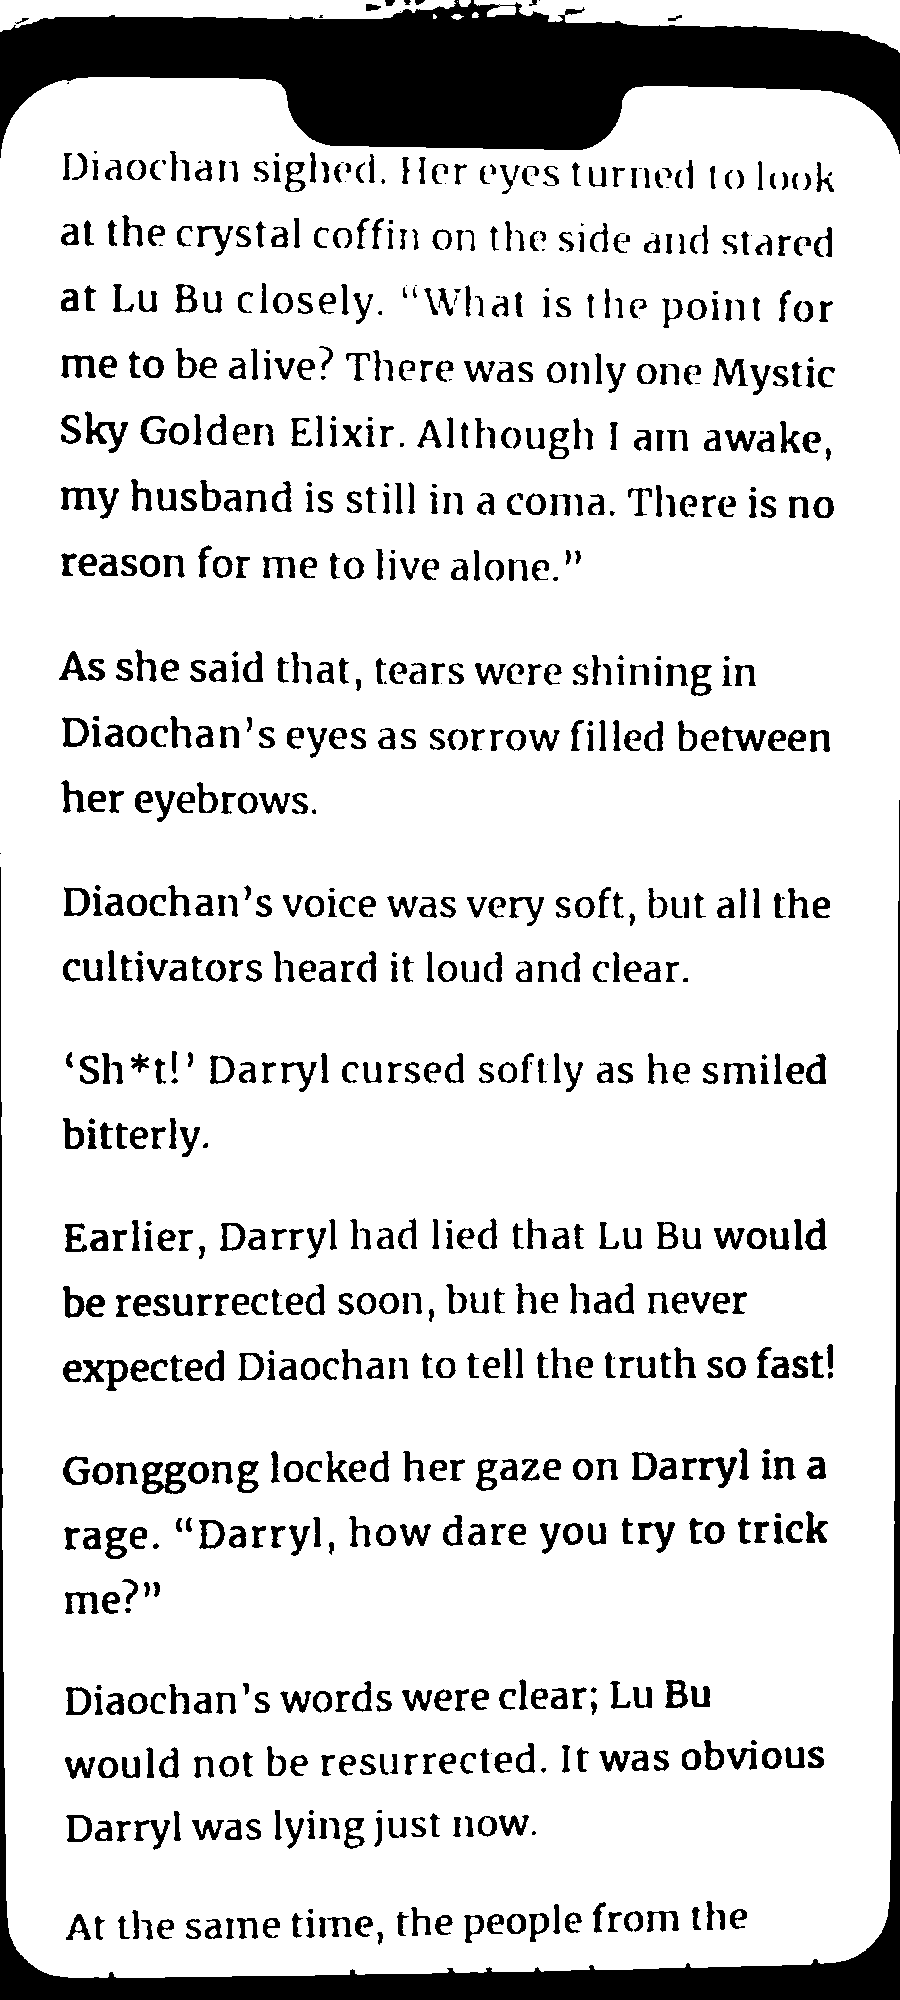 Diaochan sighed. Her eyes turned to look
at the crystal coffin on the side and stared
at Lu Bu closely. “What is the point for
me to be alive? There was only one Mystic
Sky Golden Elixir. Although I am awake,
my husband is still in a coma. There is no
reason for me to live alone.”
As she said that, tears were shining in
Diaochan’s eyes as sorrow filled between
her eyebrows.
Diaochan’s voice was very soft, but all the
cultivators heard it loud and clear.
‘Sh*t!’ Darryl cursed softly as he smiled
bitterly.
Earlier, Darryl had lied that Lu Bu would
be resurrected soon, but he had never
expected Diaochan to tell the truth so fast!
Gonggong locked her gaze on Darryl in a
rage. “Darryl, how dare you try to trick
me?”
Diaochan’s words were clear; Lu Bu
would not be resurrected. It was obvious
Darryl was lying just now.
At the same time, the people from the